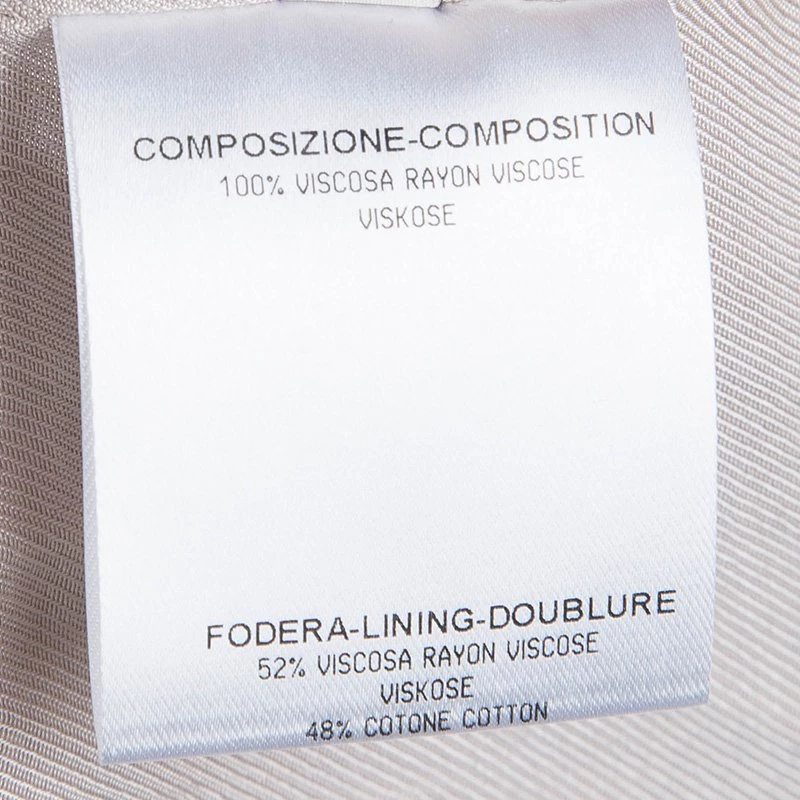 COMPOSIZIONE-COMPOSITION
100% VISCOSA RAYON VISCOSE
VISKOSE
FODERA-LINING-DOUBLURE
52% VISCOSA RAYON VISCOSE
VISKOSE
48% COTONE COTTON